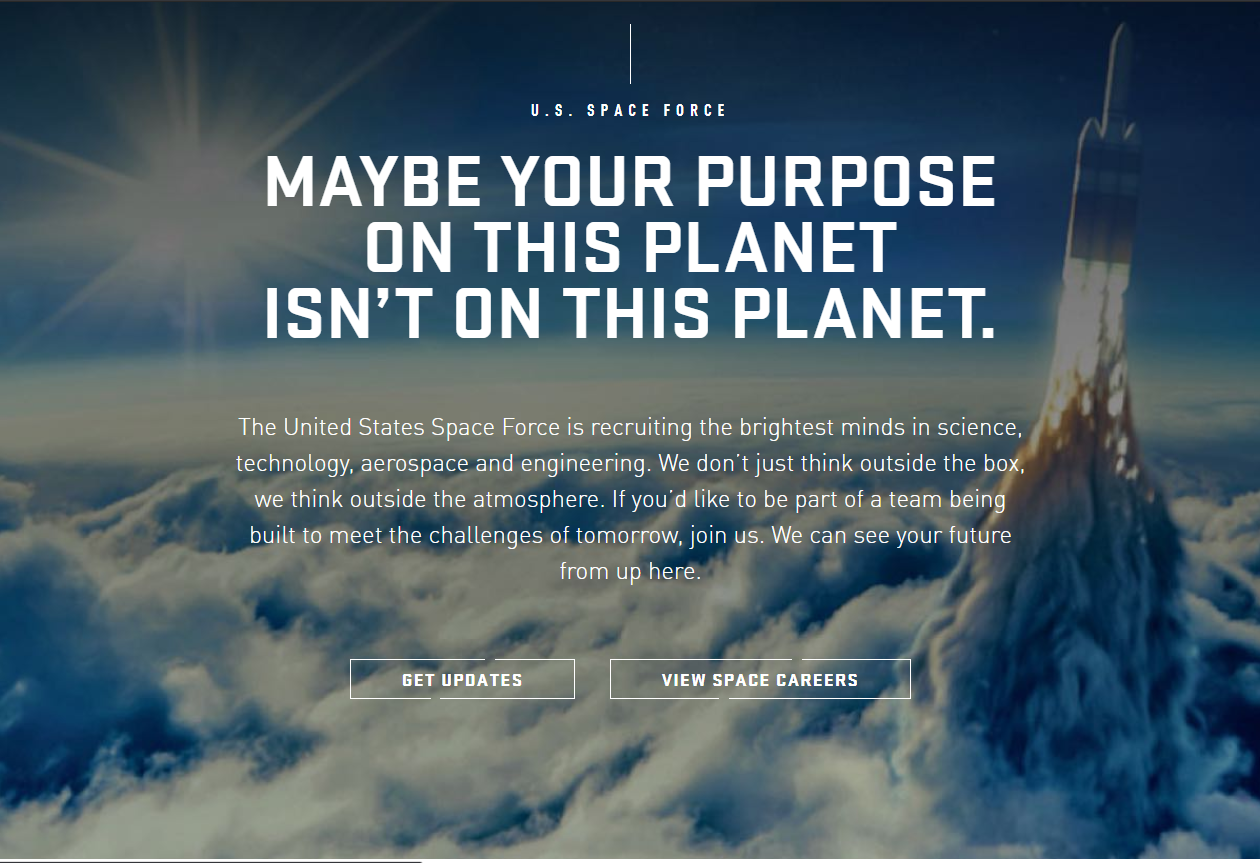 U.S. SPACE FORCE
MAYBE YOUR PURPOSE
ON THIS PLANET
ISN’T ON THIS PLANET.
The United States Space Force is recruiting the brightest minds in science,
technology, aerospace and engineering. We don’t just think outside the box,
we think outside the atmosphere. If you’d like to be part of a team being
built to meet the challenges of tomorrow, join us. We can see your future
from up here.
GET UPDATES
VIEW SPACE CAREERS